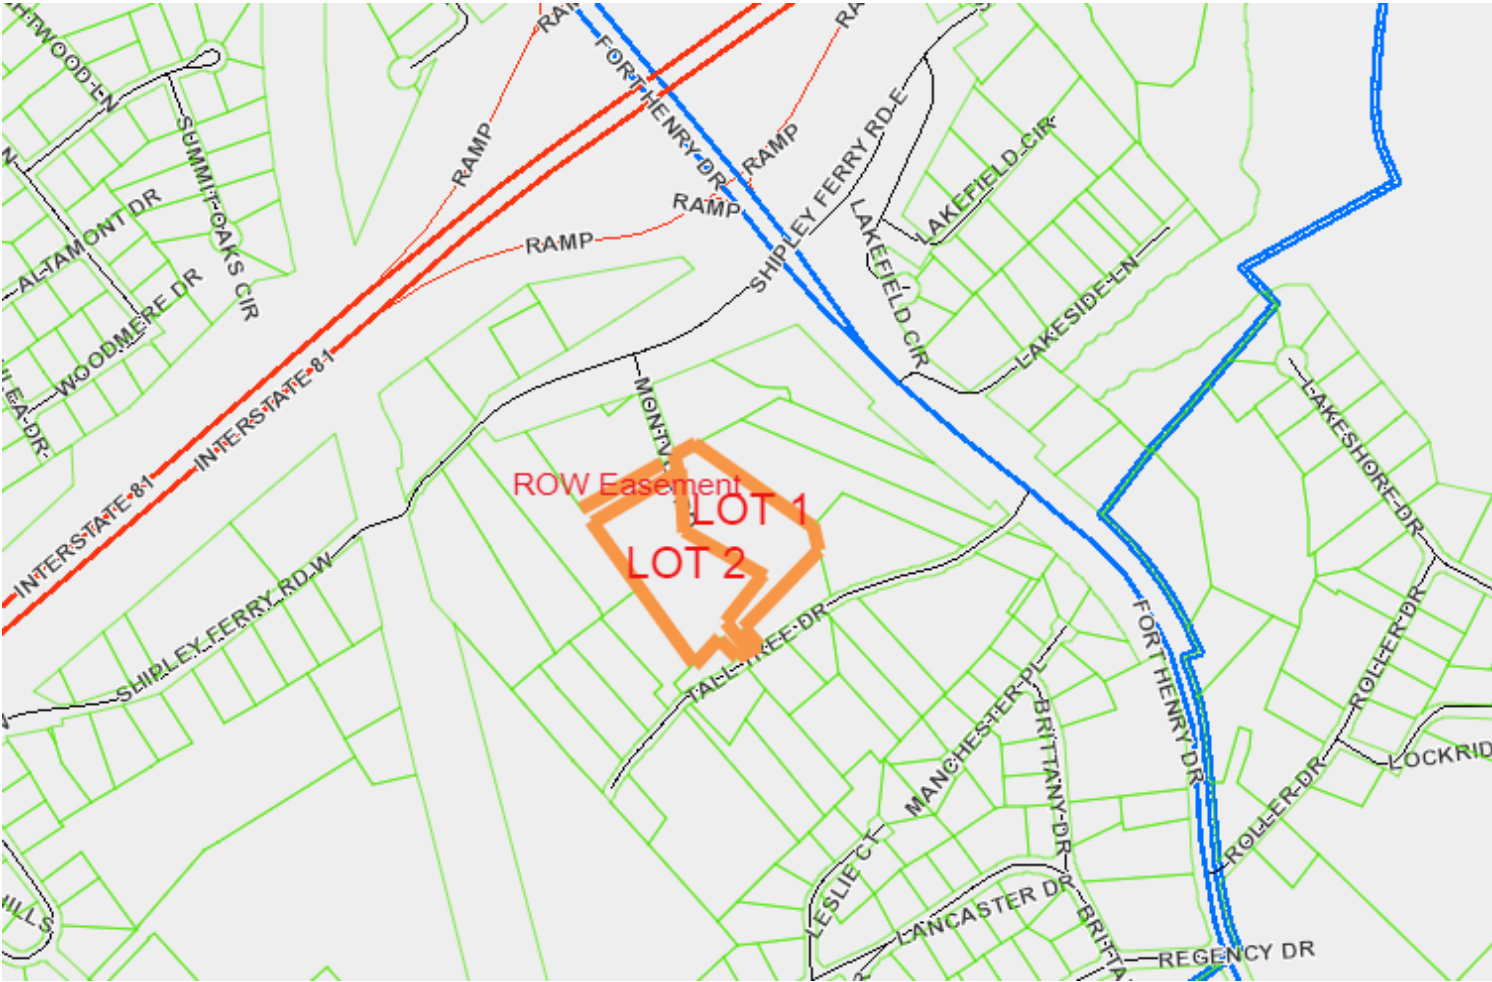 RAMP
FORT HENRY DR
SUMMIT OAKS CIR
RAMP
RAMP
SHIPLEY FERRY RD E
LAKEFIELD CIR
ALTAMONT DR
RAMP
RAMP
LAKEFIELD CIR
WOODMERE DR
LAKESIDE LN
INTERSTATE 81
LAKESHORE DR
INTERSTATE 81
ROW Easement
LOT 1
LOT 2
SHIPLEY FERRY RD W
TALL TREE DR
ROLLER DR
FORT HENRY DR
MANCHESTER PL
BRITTANY DR
LOCKRID
ROLLER DR
LESLIE CT
LANCASTER DR
BRITTA
REGENCY DR
HILLS